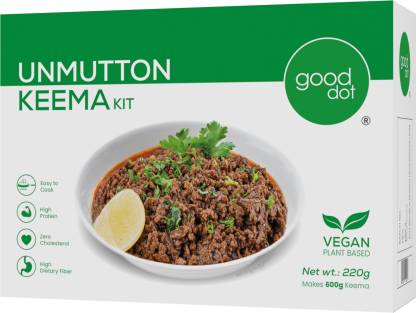 UNMUTTON
KEEMA KIT
good
dot
®
Easy to
Cook
High
Protein
Zero
Cholesterol
High
Dietary Fiber
VEGAN
PLANT BASED
Net wt.: 220g
Makes 600g Keema